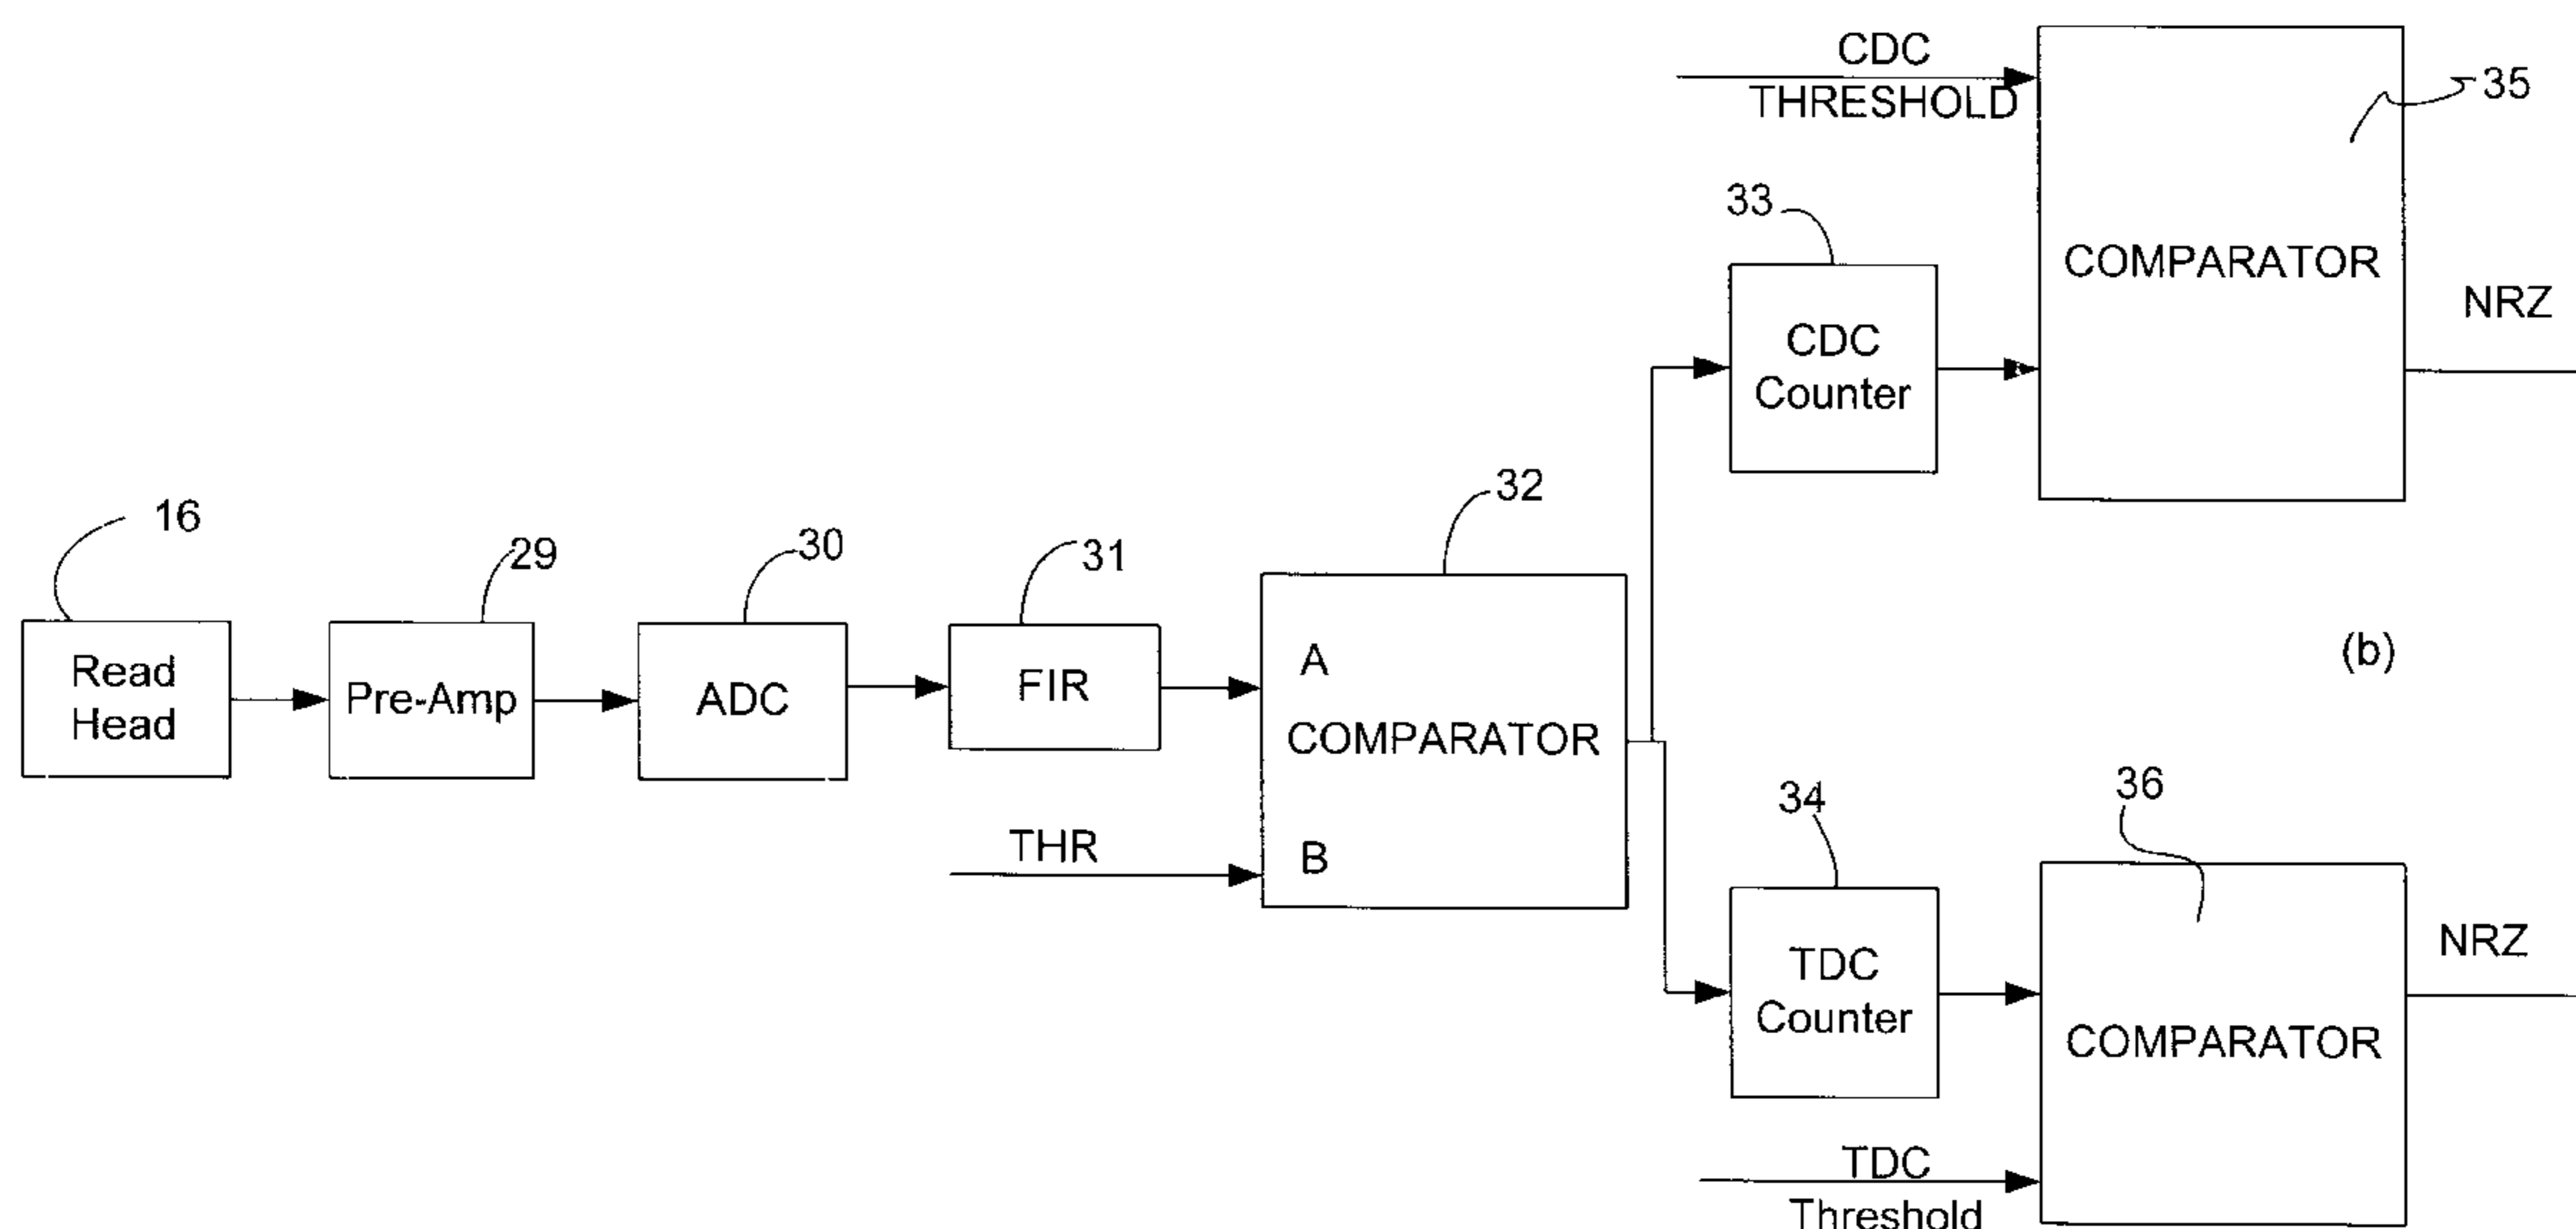 CDC
THRESHOLD
35
COMPARATOR
33
CDC
Counter
NRZ
16
Read
Head
29
Pre-Amp
30
ADC
31
FIR
32
A
COMPARATOR
B
THR
(b)
34
TDC
Counter
36
COMPARATOR
NRZ
TDC
Threshold